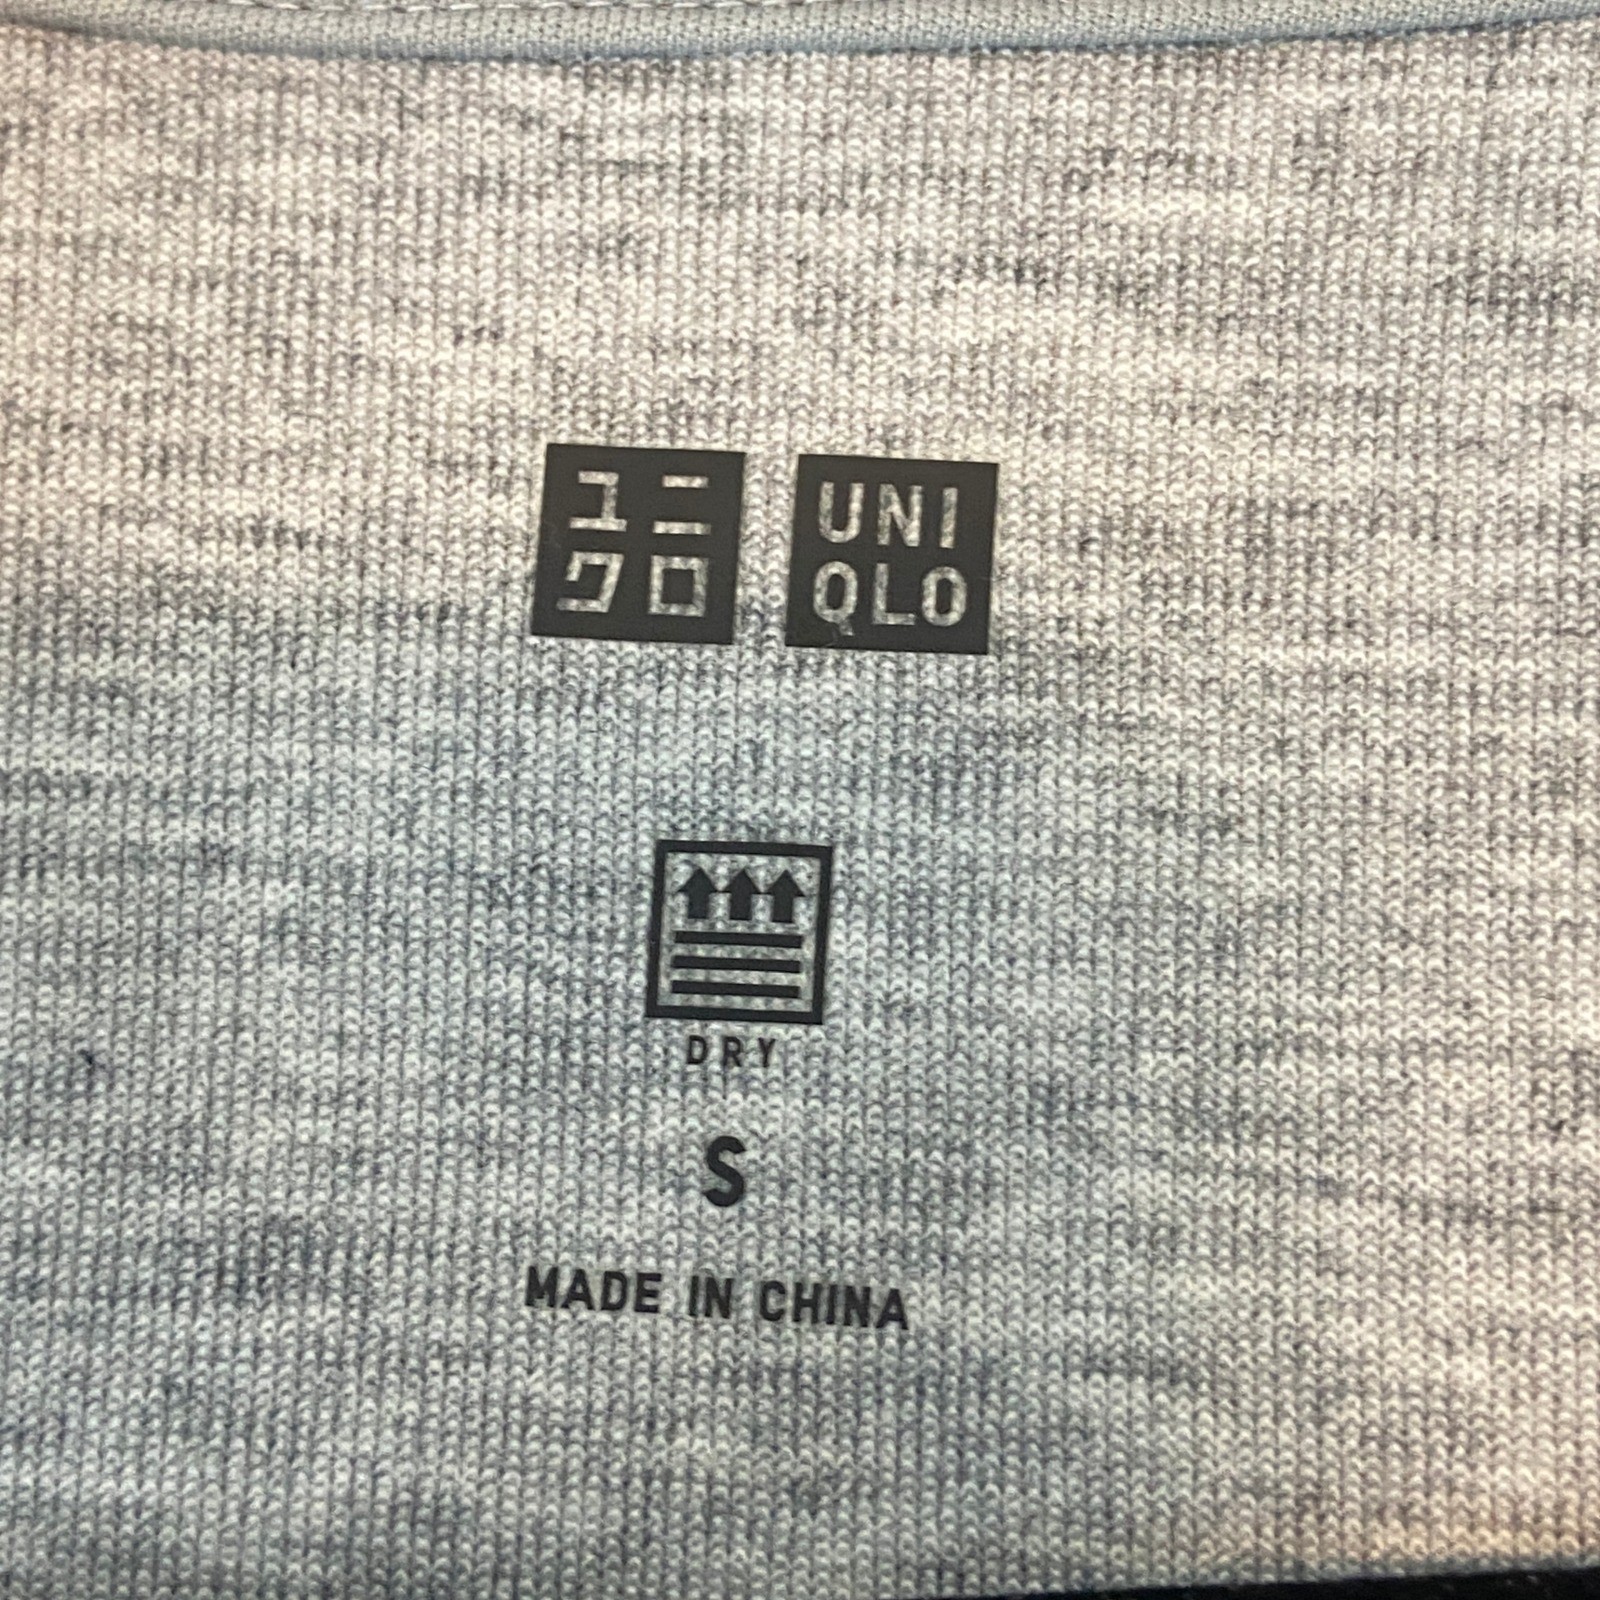 ユニ
クロ
UNI
QLO
DRY
S
MADE IN CHINA